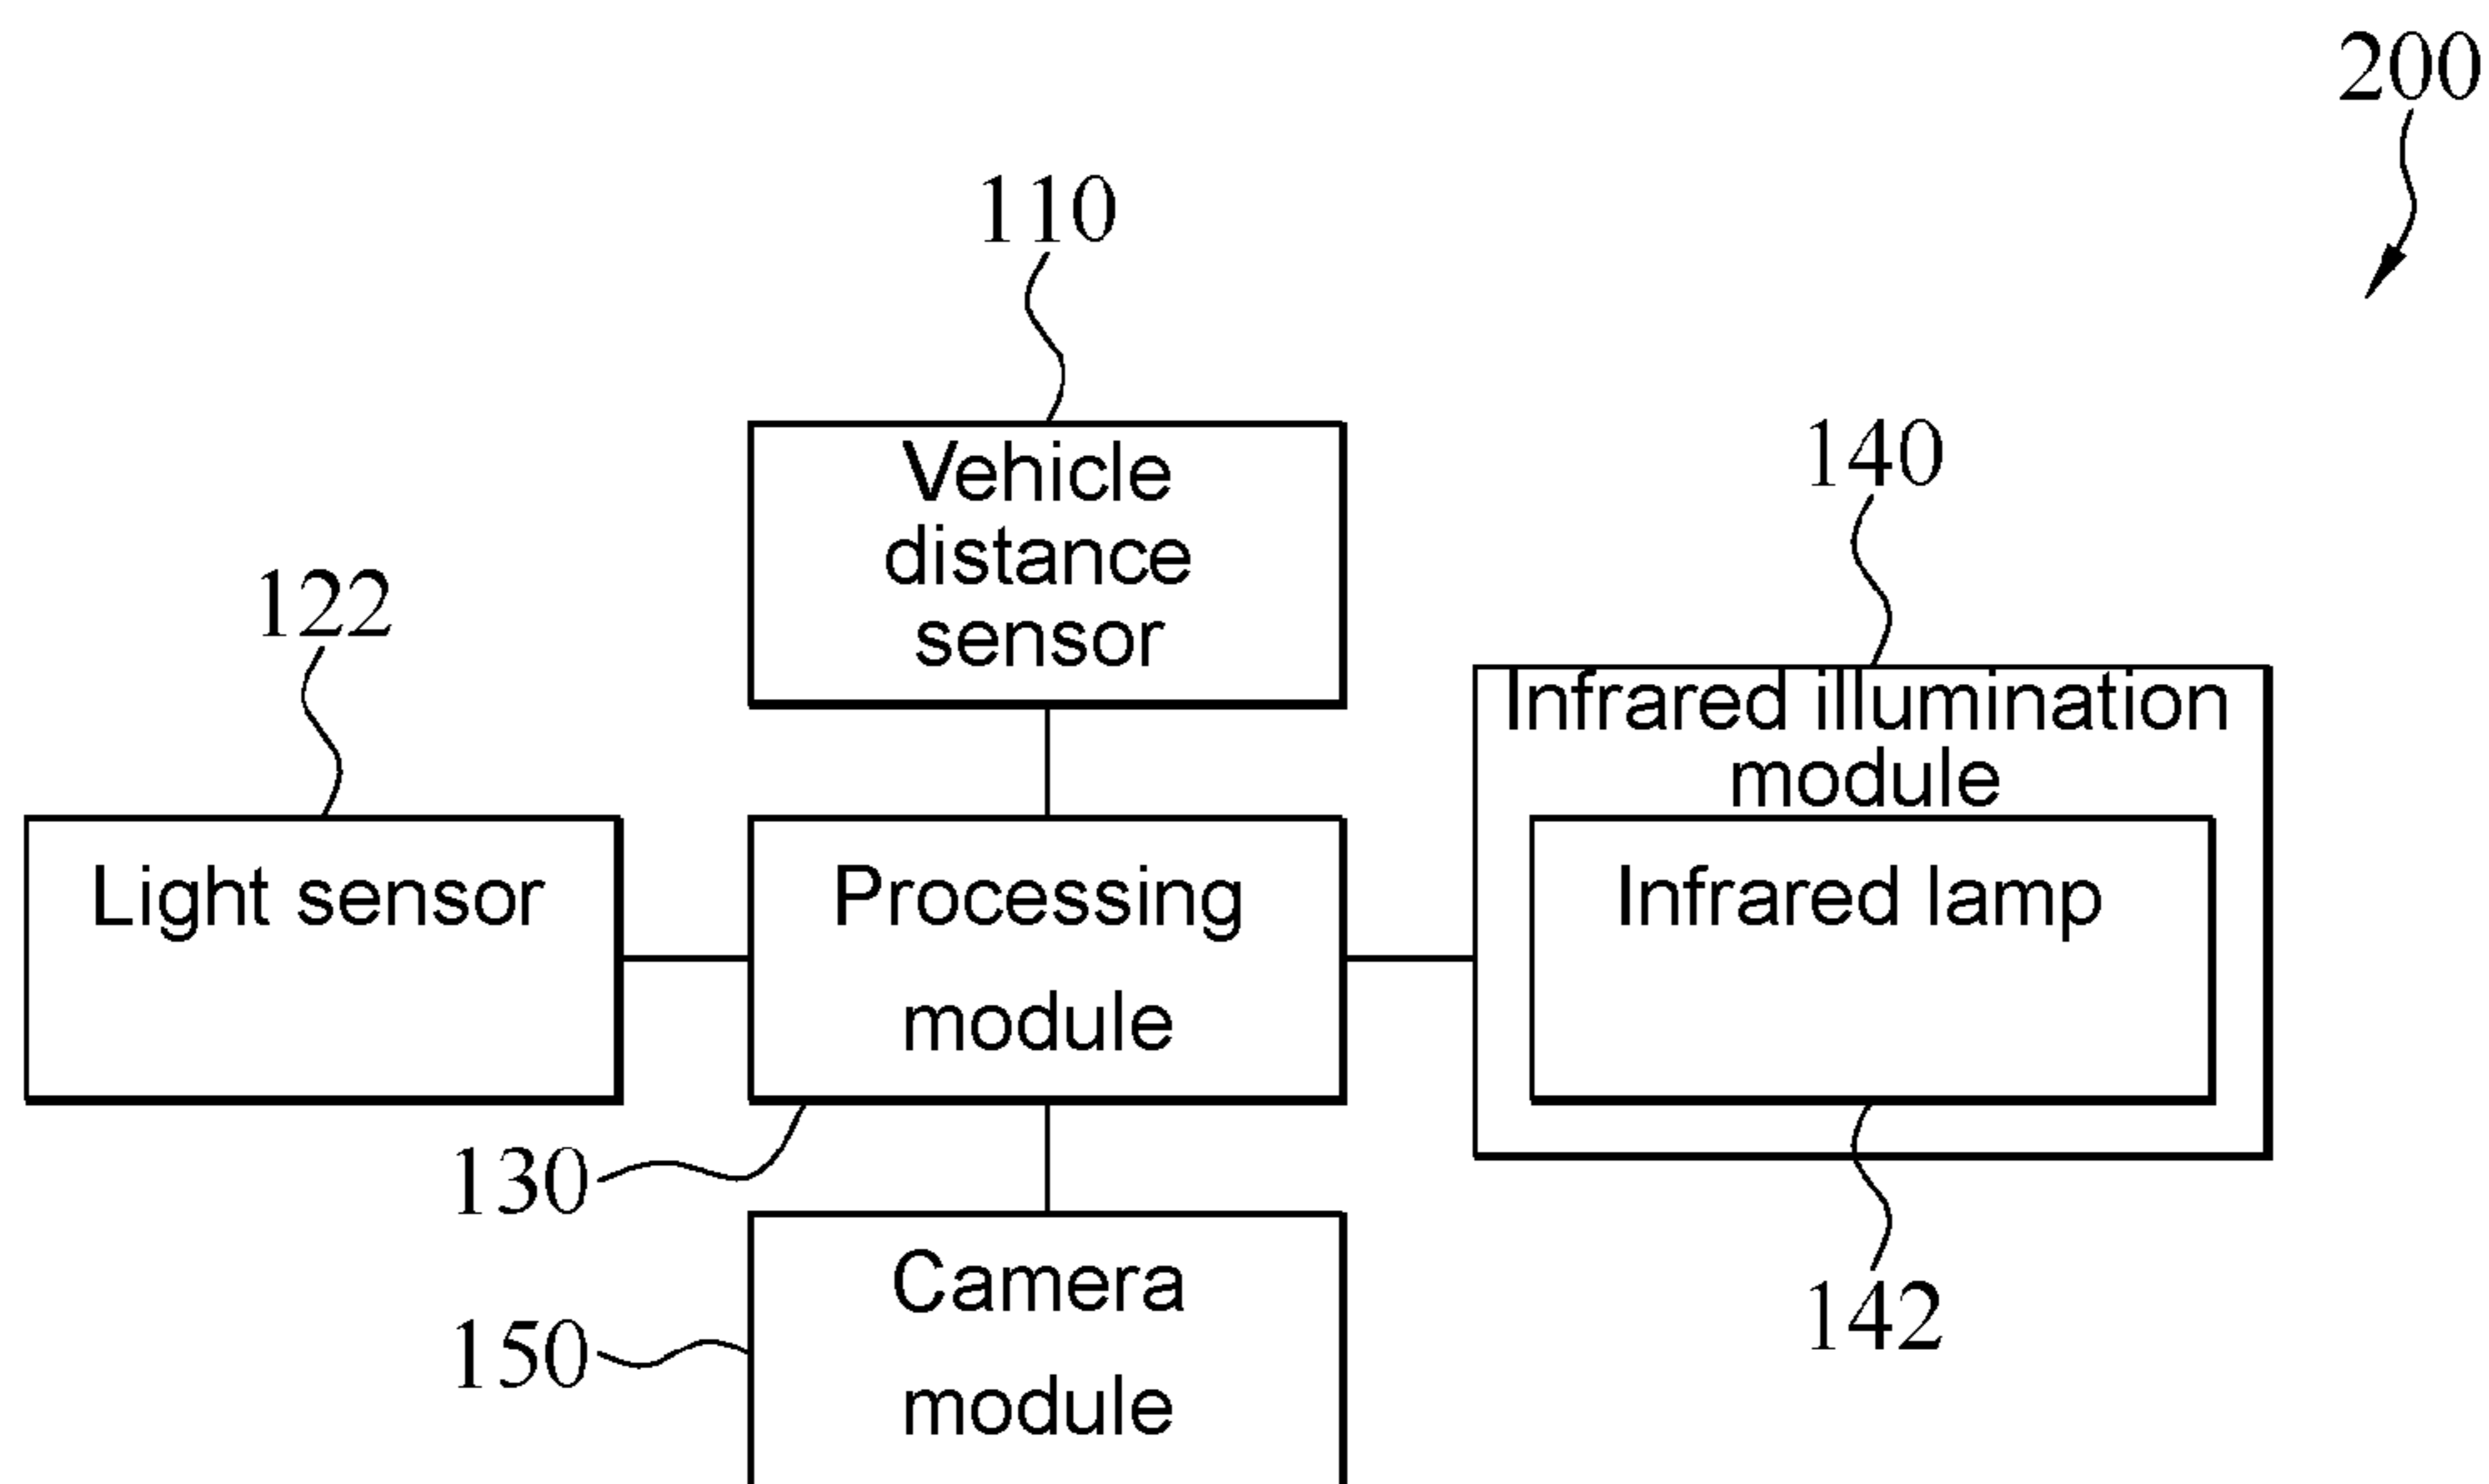 200
110
Vehicle
distance
sensor
140
Infrared illumination
module
122
Light sensor
Processing
module
Infrared lamp
130
142
Camera
module
150